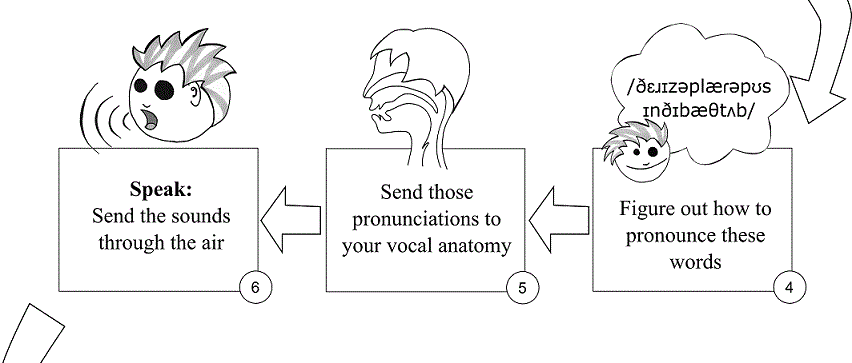 /ðɛɹɪzəplæɾəpʊs
ɪnðɪbæθtʌb/
Speak:
Send the sounds
through the air
6
Send those
pronunciations to
your vocal anatomy
5
Figure out how to
pronounce these
words
4